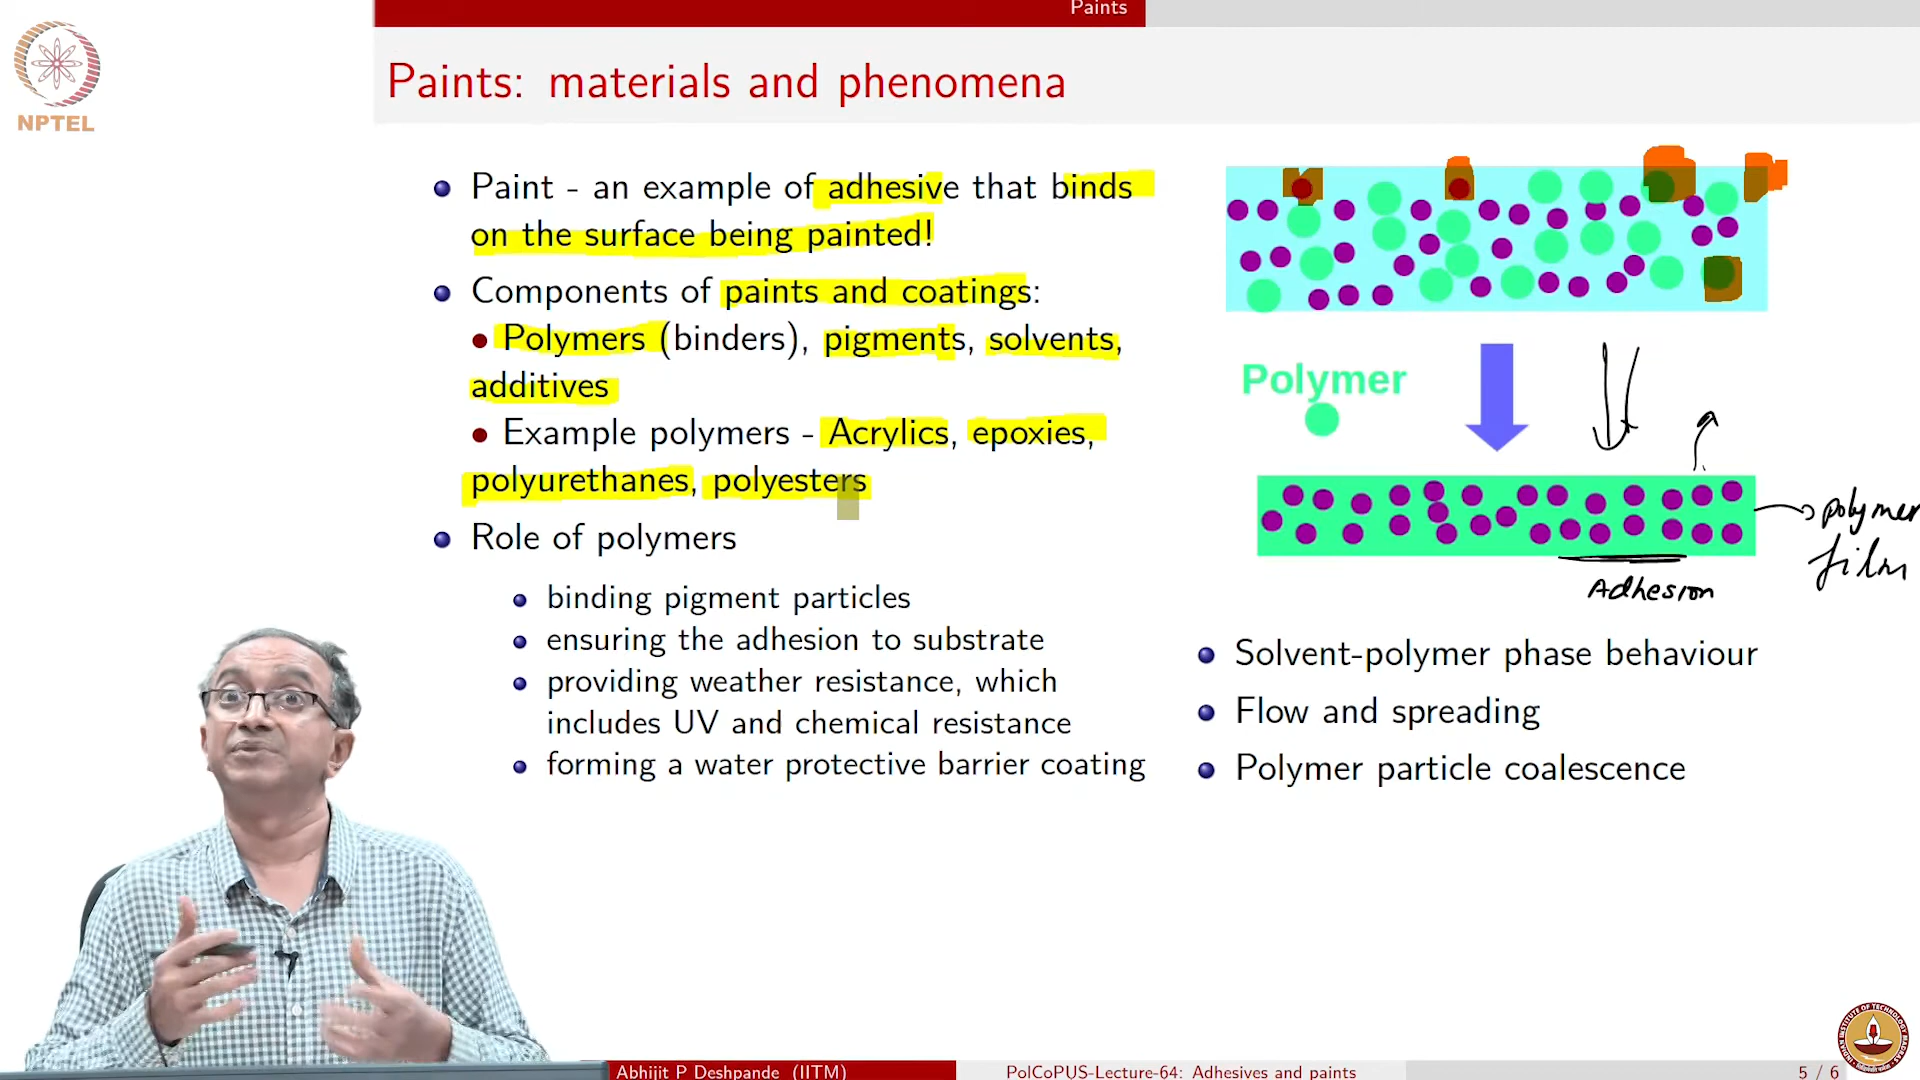 Paints
NPTEL
Paints: materials and phenomena
Paint - an example of adhesive that binds
on the surface being painted!
Components of paints and coatings:
Polymers (binders), pigments, solvents,
additives
Example polymers - Acrylics, epoxies,
polyurethanes, polyesters
Role of polymers
binding pigment particles
ensuring the adhesion to substrate
providing weather resistance, which
includes UV and chemical resistance
forming a water protective barrier coating
Polymer
polymer
film
Adhesion
Solvent-polymer phase behaviour
Flow and spreading
Polymer particle coalescence
Abhijit P Deshpande (IITM)
PolCoPUS-Lecture-64: Adhesives and paints
5 / 6